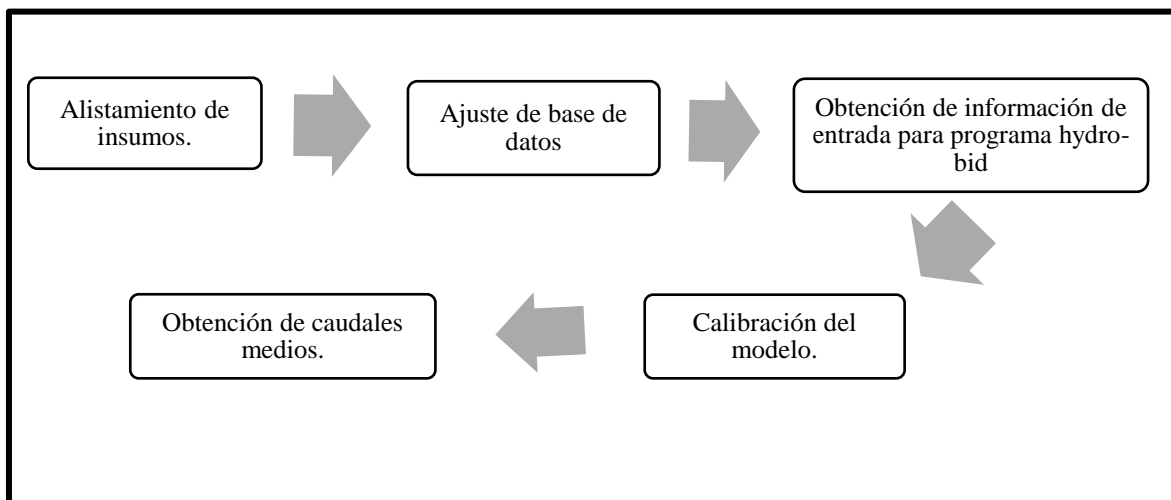 Alistamiento de
insumos.
Ajuste de base de
datos
Obtención de información de
entrada para programa hydro-
bid
Calibración del
modelo.
Obtención de caudales
medios.